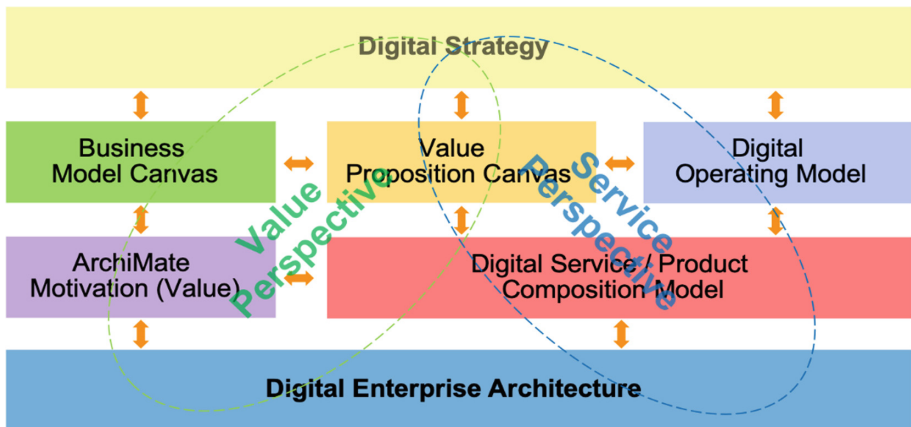 Digital Strategy
Business
Model Canvas
Value
Proposition Canvas
Digital
Operating Model
Value
Perspective
Service
Perspective
ArchiMate
Motivation (Value)
Digital Service / Product
Composition Model
Digital Enterprise Architecture